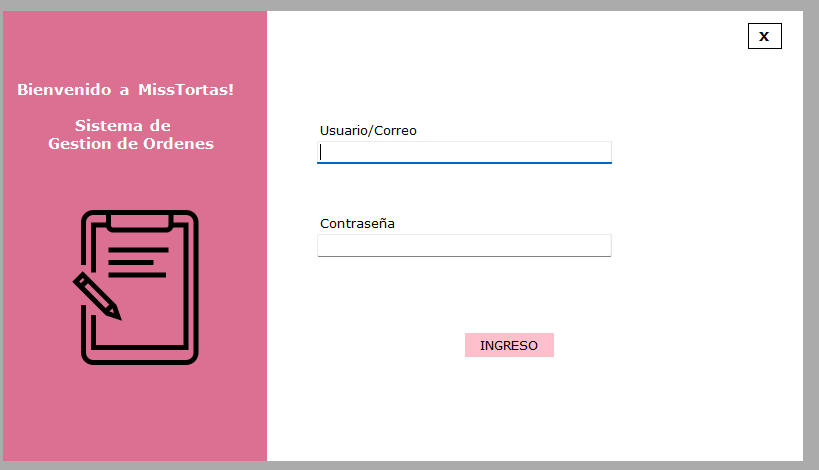 Bienvenido a MissTortas!
Sistema de
Gestion de Ordenes
X
Usuario/Correo
Contraseña
INGRESO